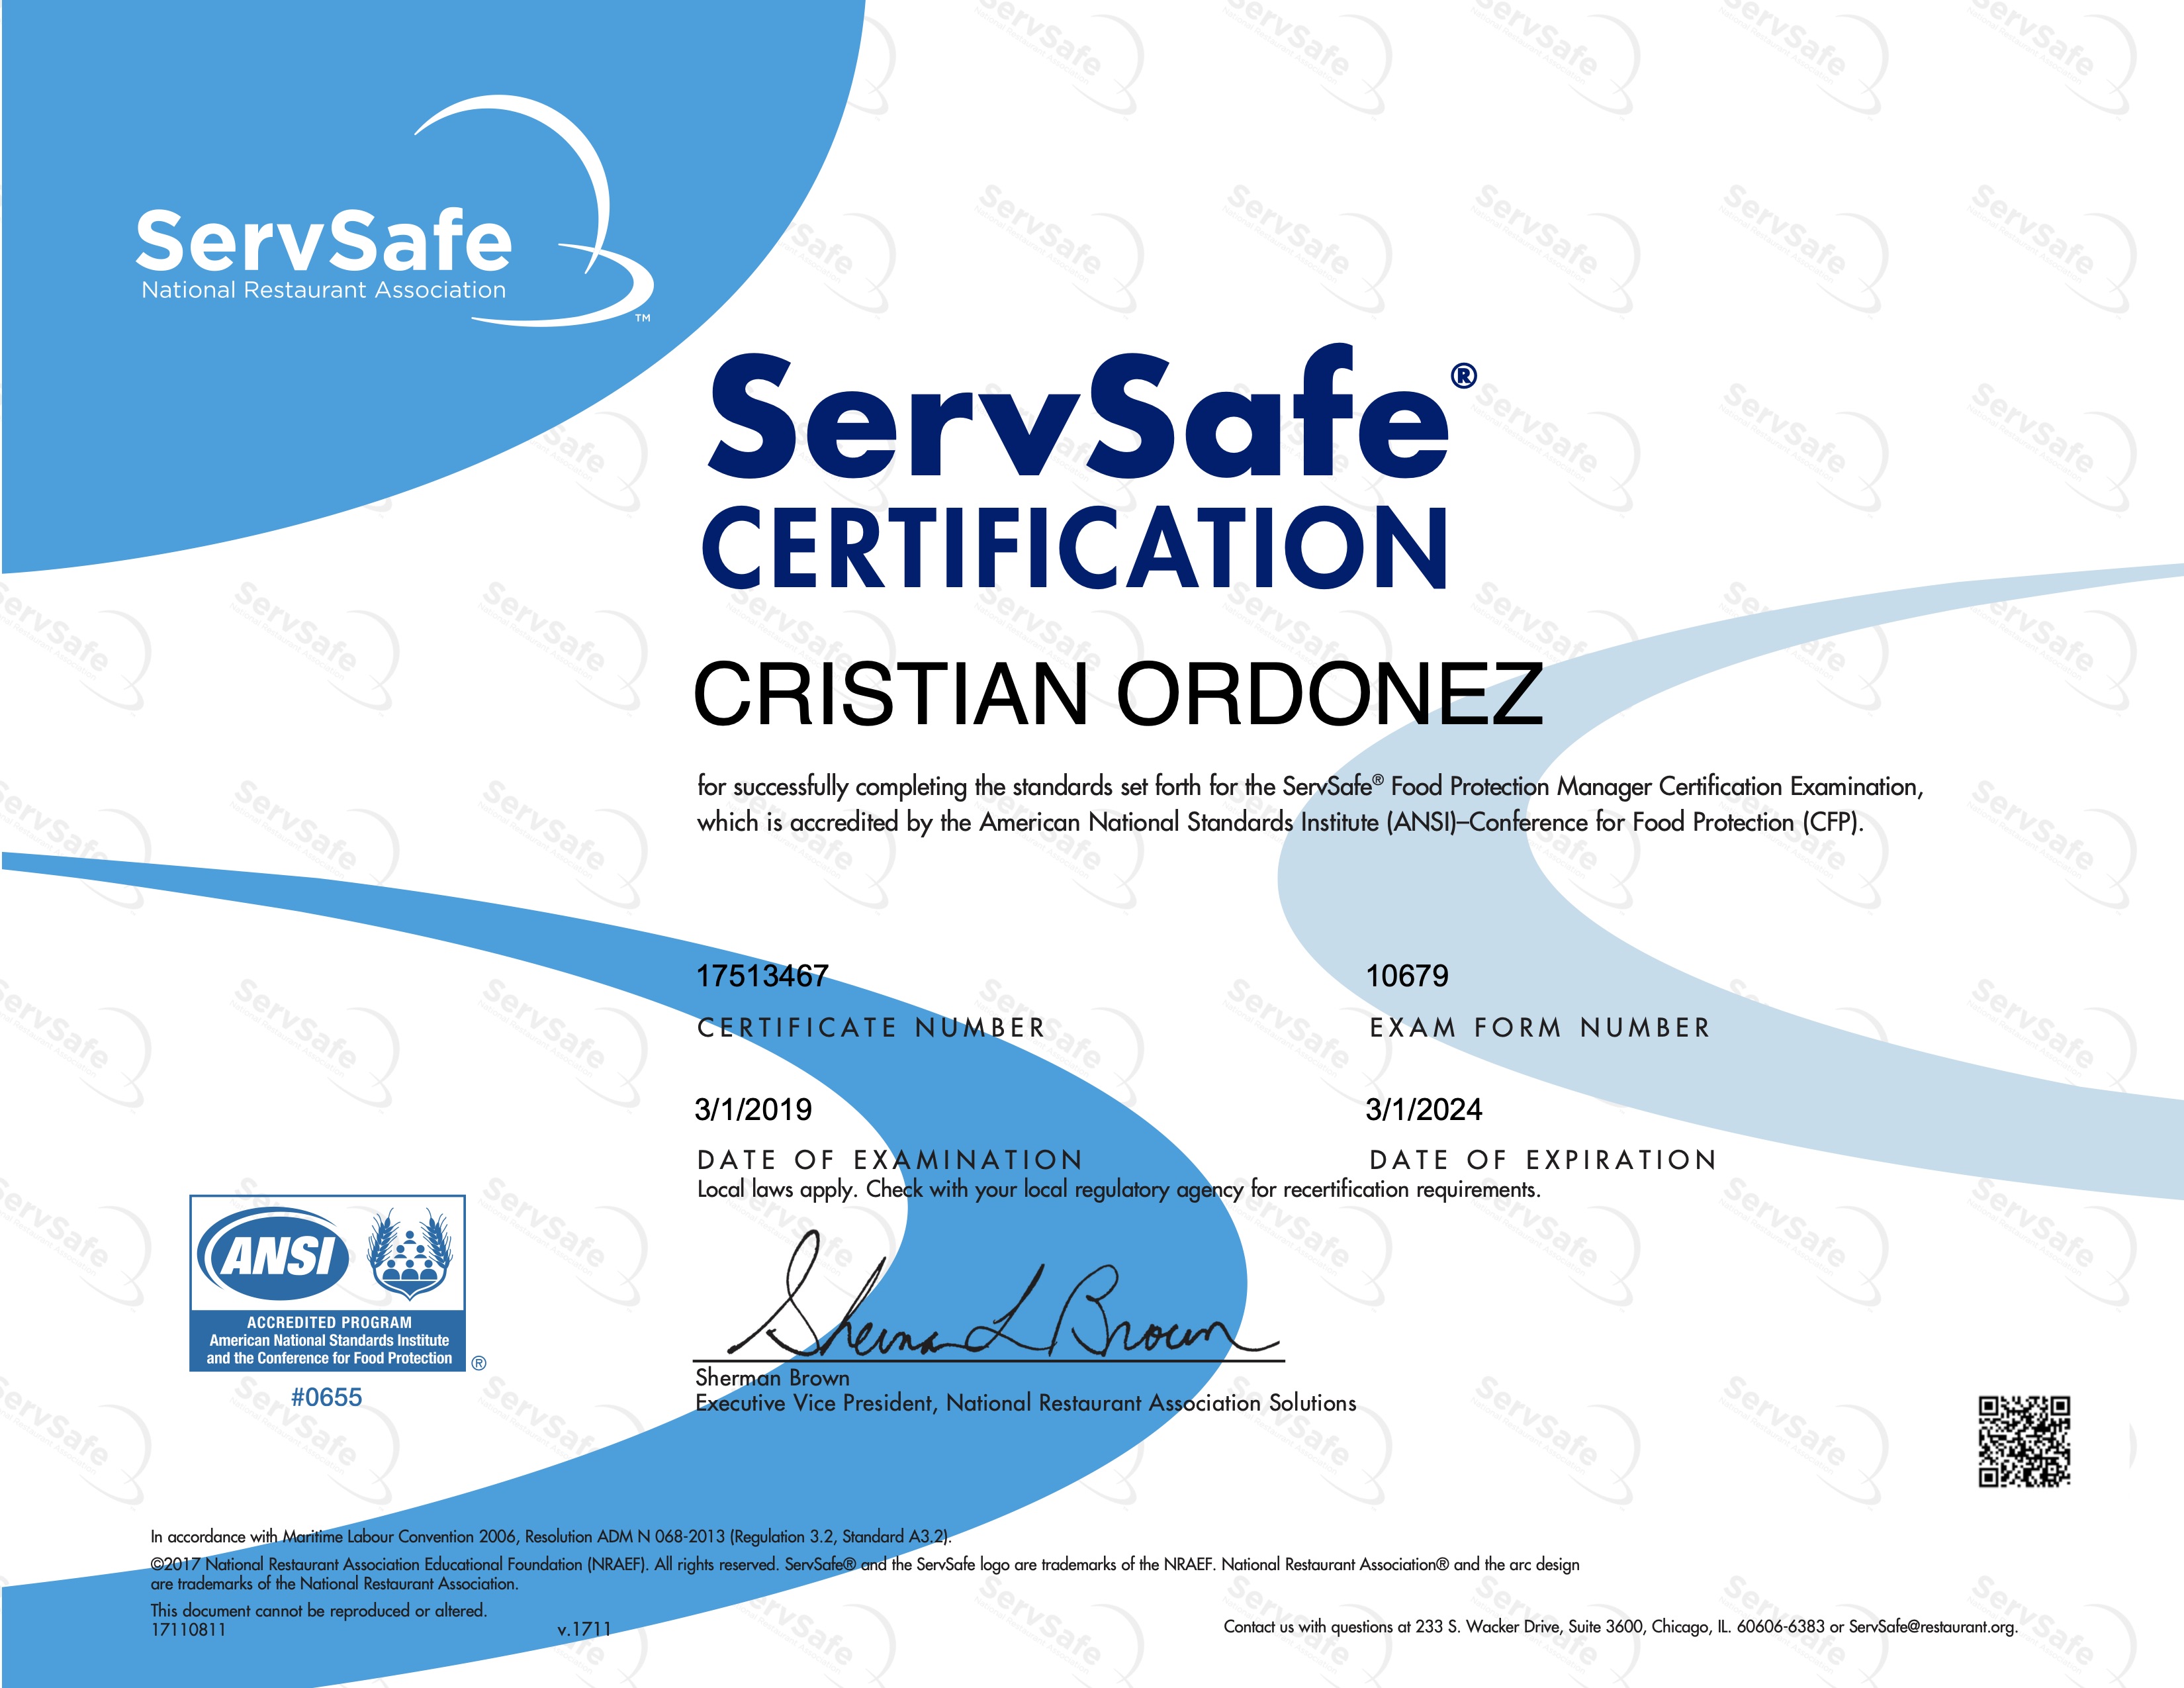 ServSafe
National Restaurant Association
TM
ServSafe®
CERTIFICATION
CRISTIAN ORDONEZ
for successfully completing the standards set forth for the ServSafe® Food Protection Manager Certification Examination,
which is accredited by the American National Standards Institute (ANSI)–Conference for Food Protection (CFP).
17513467
CERTIFICATE NUMBER
10679
EXAM FORM NUMBER
3/1/2019
DATE OF EXAMINATION
3/1/2024
DATE OF EXPIRATION
Local laws apply. Check with your local regulatory agency for recertification requirements.
ANSI
ACCREDITED PROGRAM
American National Standards Institute
and the Conference for Food Protection ®
#0655
Sherman L Brown
Sherman Brown
Executive Vice President, National Restaurant Association Solutions
In accordance with Maritime Labour Convention 2006, Resolution ADM N 068-2013 (Regulation 3.2, Standard A3.2).
©2017 National Restaurant Association Educational Foundation (NRAEF). All rights reserved. ServSafe® and the ServSafe logo are trademarks of the NRAEF. National Restaurant Association® and the arc design
are trademarks of the National Restaurant Association.
This document cannot be reproduced or altered.
17110811 v.1711
Contact us with questions at 233 S. Wacker Drive, Suite 3600, Chicago, IL. 60606-6383 or ServSafe@restaurant.org.